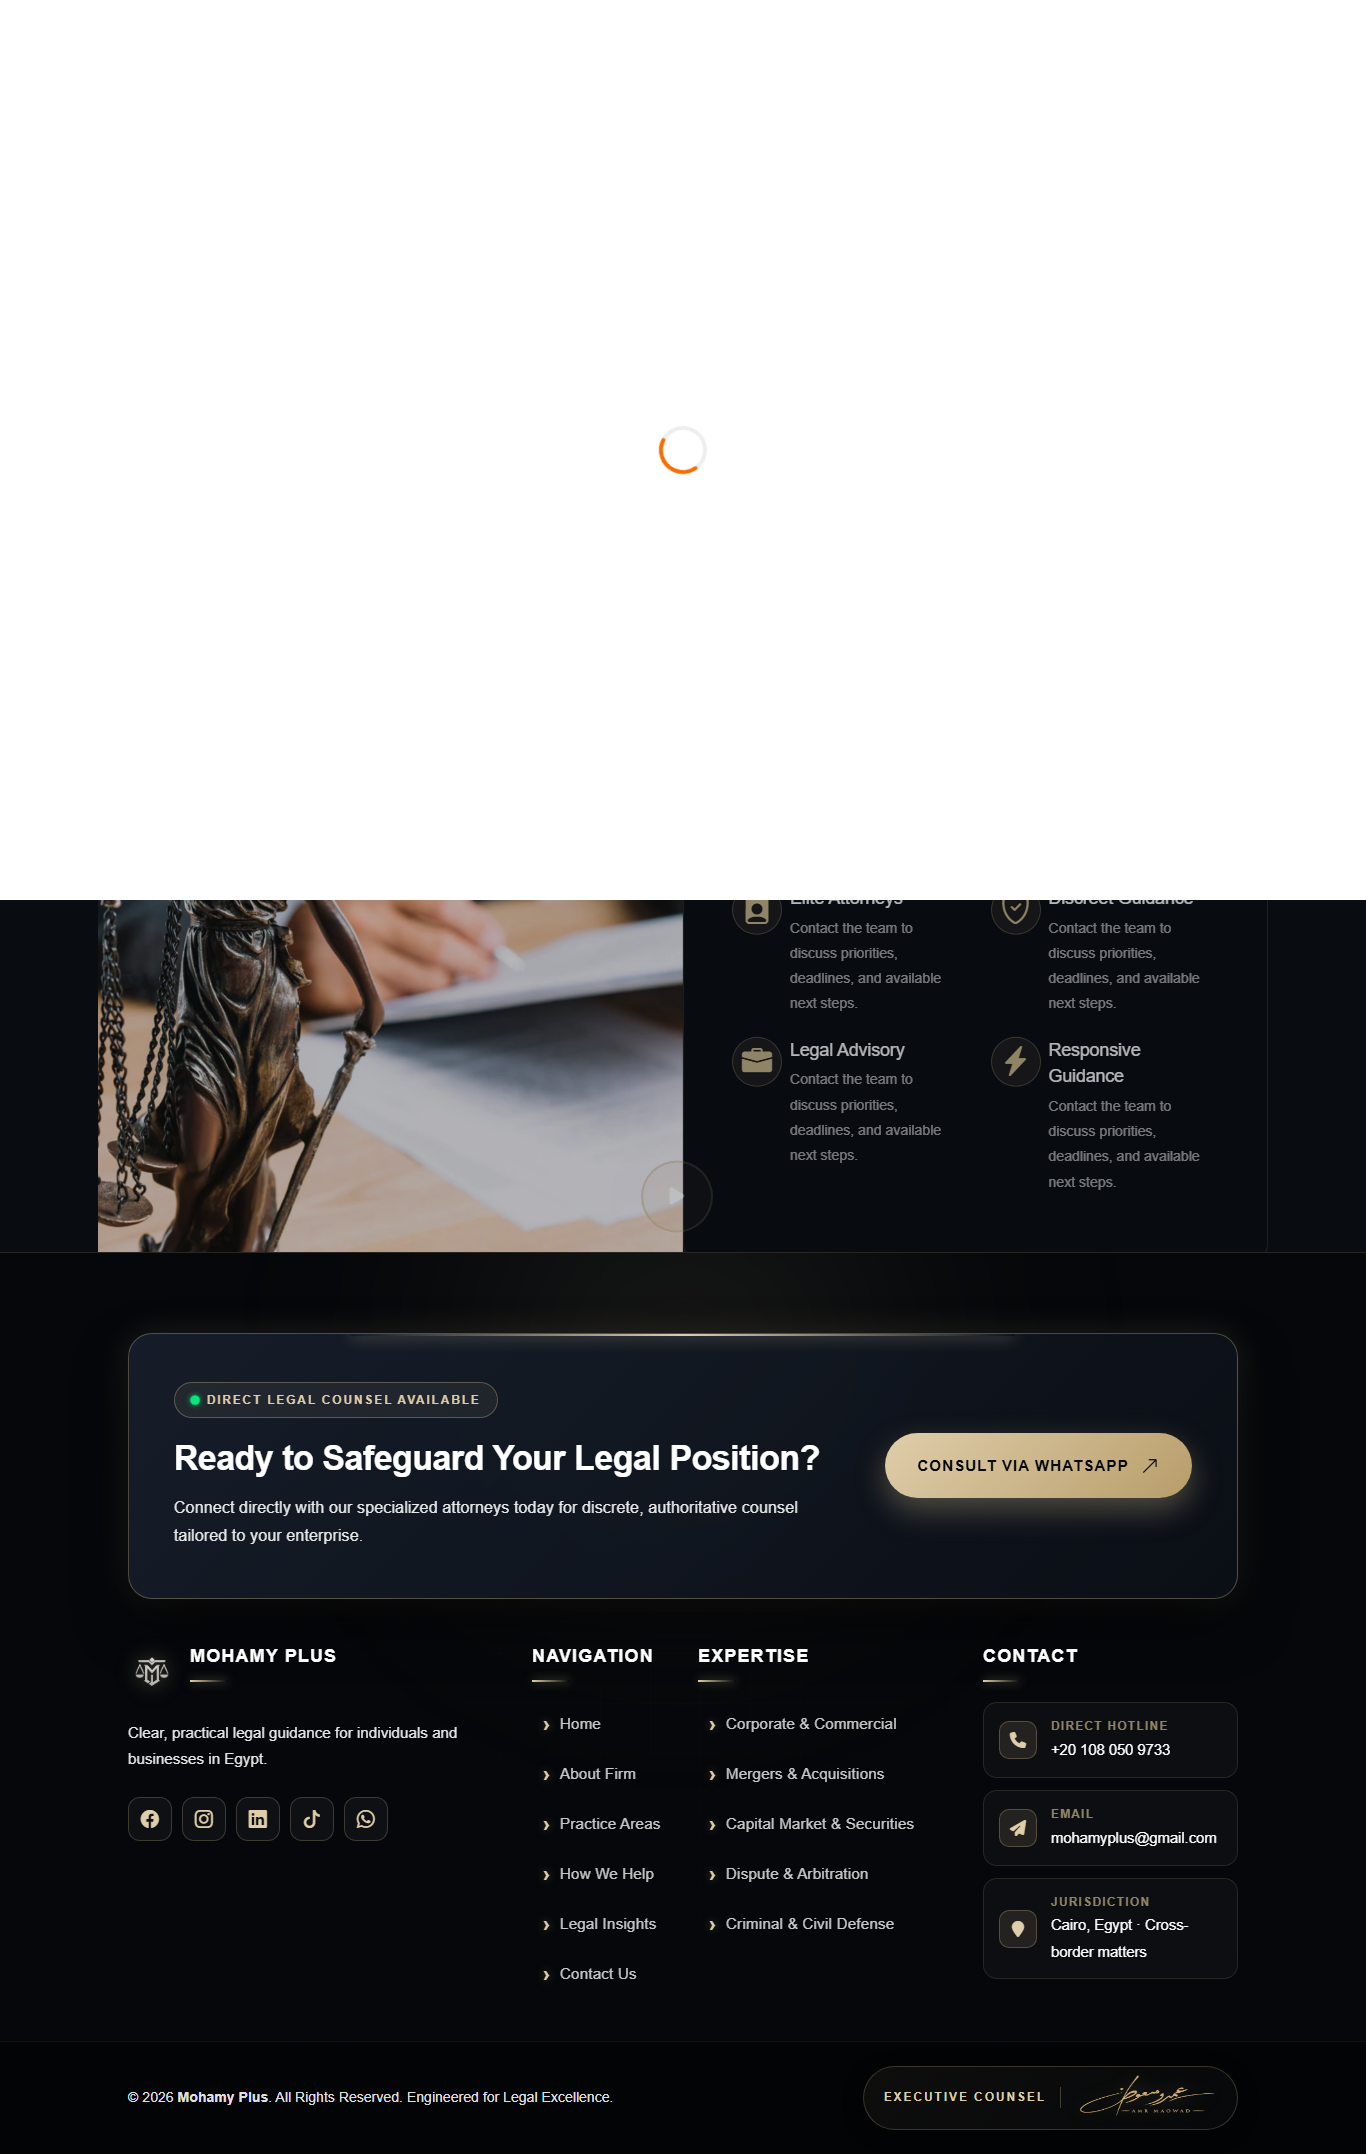 Elite Attorneys
Contact the team to
discuss priorities,
deadlines, and available
next steps.
Discreet Guidance
Contact the team to
discuss priorities,
deadlines, and available
next steps.
Legal Advisory
Contact the team to
discuss priorities,
deadlines, and available
next steps.
Responsive
Guidance
Contact the team to
discuss priorities,
deadlines, and available
next steps.
DIRECT LEGAL COUNSEL AVAILABLE
Ready to Safeguard Your Legal Position?
Connect directly with our specialized attorneys today for discrete, authoritative counsel
tailored to your enterprise.
CONSULT VIA WHATSAPP
MOHAMY PLUS
Clear, practical legal guidance for individuals and
businesses in Egypt.
NAVIGATION
Home
About Firm
Practice Areas
How We Help
Legal Insights
Contact Us
EXPERTISE
Corporate & Commercial
Mergers & Acquisitions
Capital Market & Securities
Dispute & Arbitration
Criminal & Civil Defense
CONTACT
DIRECT HOTLINE
+20 108 050 9733
EMAIL
mohamyplus@gmail.com
JURISDICTION
Cairo, Egypt · Cross-
border matters
© 2026 Mohamy Plus. All Rights Reserved. Engineered for Legal Excellence.
EXECUTIVE COUNSEL
AMR MAOWAD